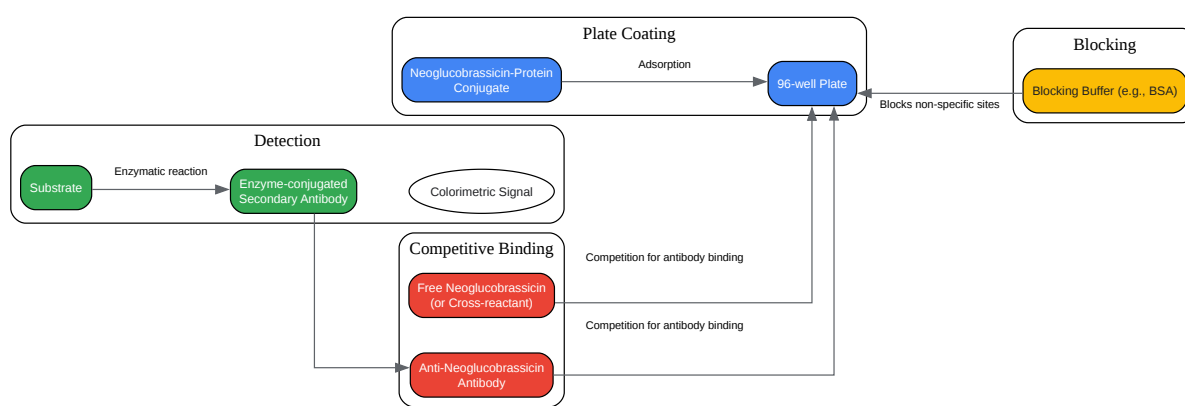 Plate Coating
Neoglucobrassicin-Protein
Conjugate
Adsorption
96-well Plate
Blocking
Blocking Buffer (e.g., BSA)
Blocks non-specific sites
Detection
Substrate
Enzymatic reaction
Enzyme-conjugated
Secondary Antibody
Colorimetric Signal
Competitive Binding
Free Neoglucobrassicin
(or Cross-reactant)
Competition for antibody binding
Anti-Neoglucobrassicin
Antibody
Competition for antibody binding